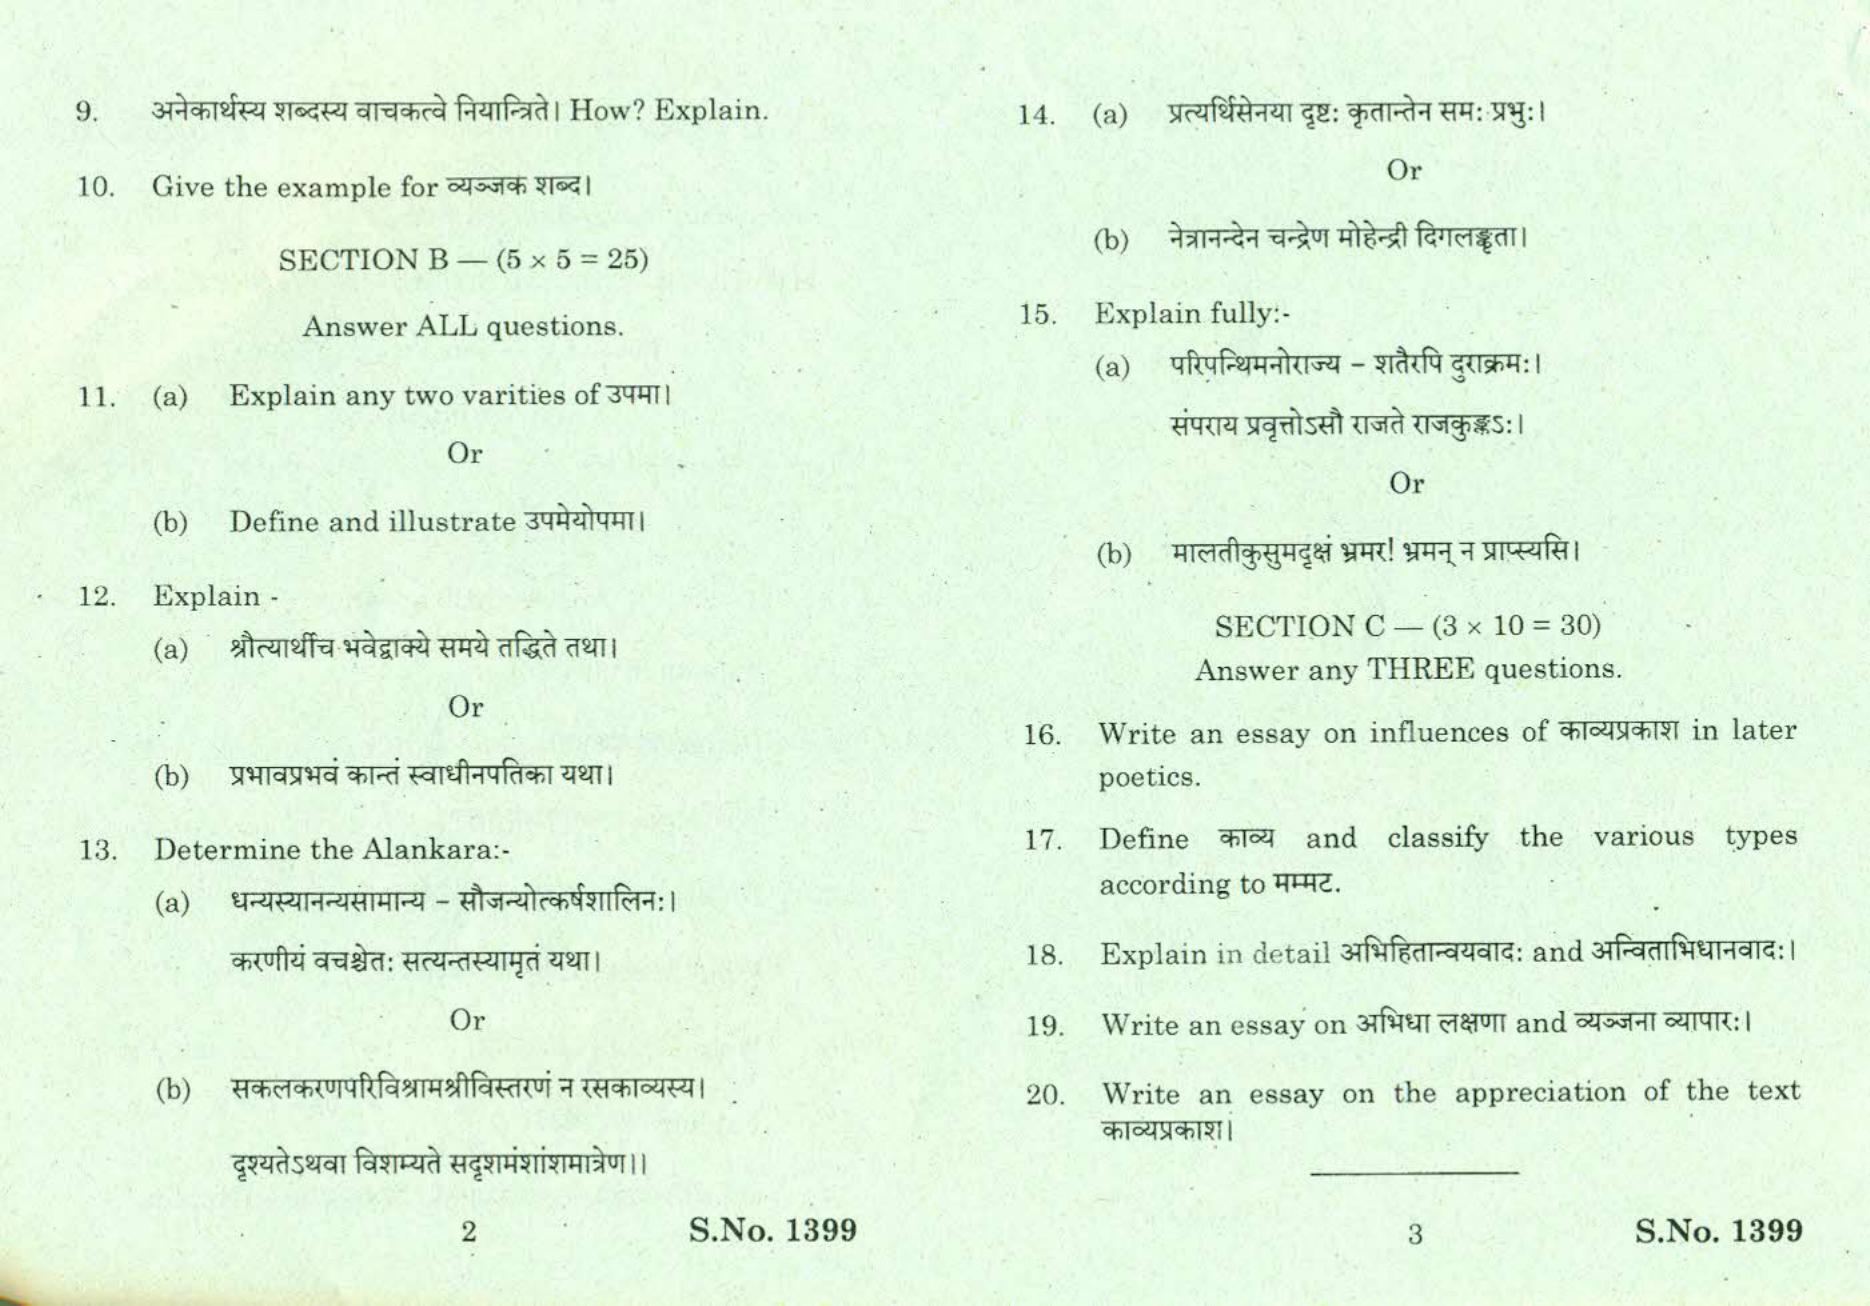 9. अनेकार्थस्य शब्दस्य वाचकत्वे नियान्त्रिते। How? Explain.
10. Give the example for व्यञ्जक शब्द।
SECTION B — (5 × 5 = 25)
Answer ALL questions.
11. (a) Explain any two varities of उपमा।
Or
(b) Define and illustrate उपमेयोपमा।
12. Explain -
(a) श्रौत्यार्थीच भवेद्वाक्ये समये तद्धिते तथा।
Or
(b) प्रभावप्रभवं कान्तं स्वाधीनपतिका यथा।
13. Determine the Alankara:-
(a) धन्यस्यानन्यसामान्य – सौजन्योत्कर्षशालिनः।
करणीयं वचश्चेतः सत्यन्तस्यामृतं यथा।
Or
(b) सकलकरणपरिविश्रामश्रीविस्तरणं न रसकाव्यस्य।
दृश्यतेऽथवा विशम्यते सदृशमंशांशमात्रेण।।
2 S.No. 1399
14. (a) प्रत्यर्थिसेनया दृष्टः कृतान्तेन समः प्रभुः।
Or
(b) नेत्रानन्देन चन्द्रेण मोहेन्द्री दिगलङ्कृता।
15. Explain fully:-
(a) परिपन्थिमनोराज्य – शतैरपि दुराक्रमः।
संपराय प्रवृत्तोऽसौ राजते राजकुङ्कऽः।
Or
(b) मालतीकुसुमदृक्षं भ्रमर! भ्रमन् न प्राप्स्यसि।
SECTION C — (3 × 10 = 30)
Answer any THREE questions.
16. Write an essay on influences of काव्यप्रकाश in later
poetics.
17. Define काव्य and classify the various types
according to मम्मट.
18. Explain in detail अभिहितान्वयवादः and अन्विताभिधानवादः।
19. Write an essay on अभिधा लक्षणा and व्यञ्जना व्यापारः।
20. Write an essay on the appreciation of the text
काव्यप्रकाश।
3 S.No. 1399